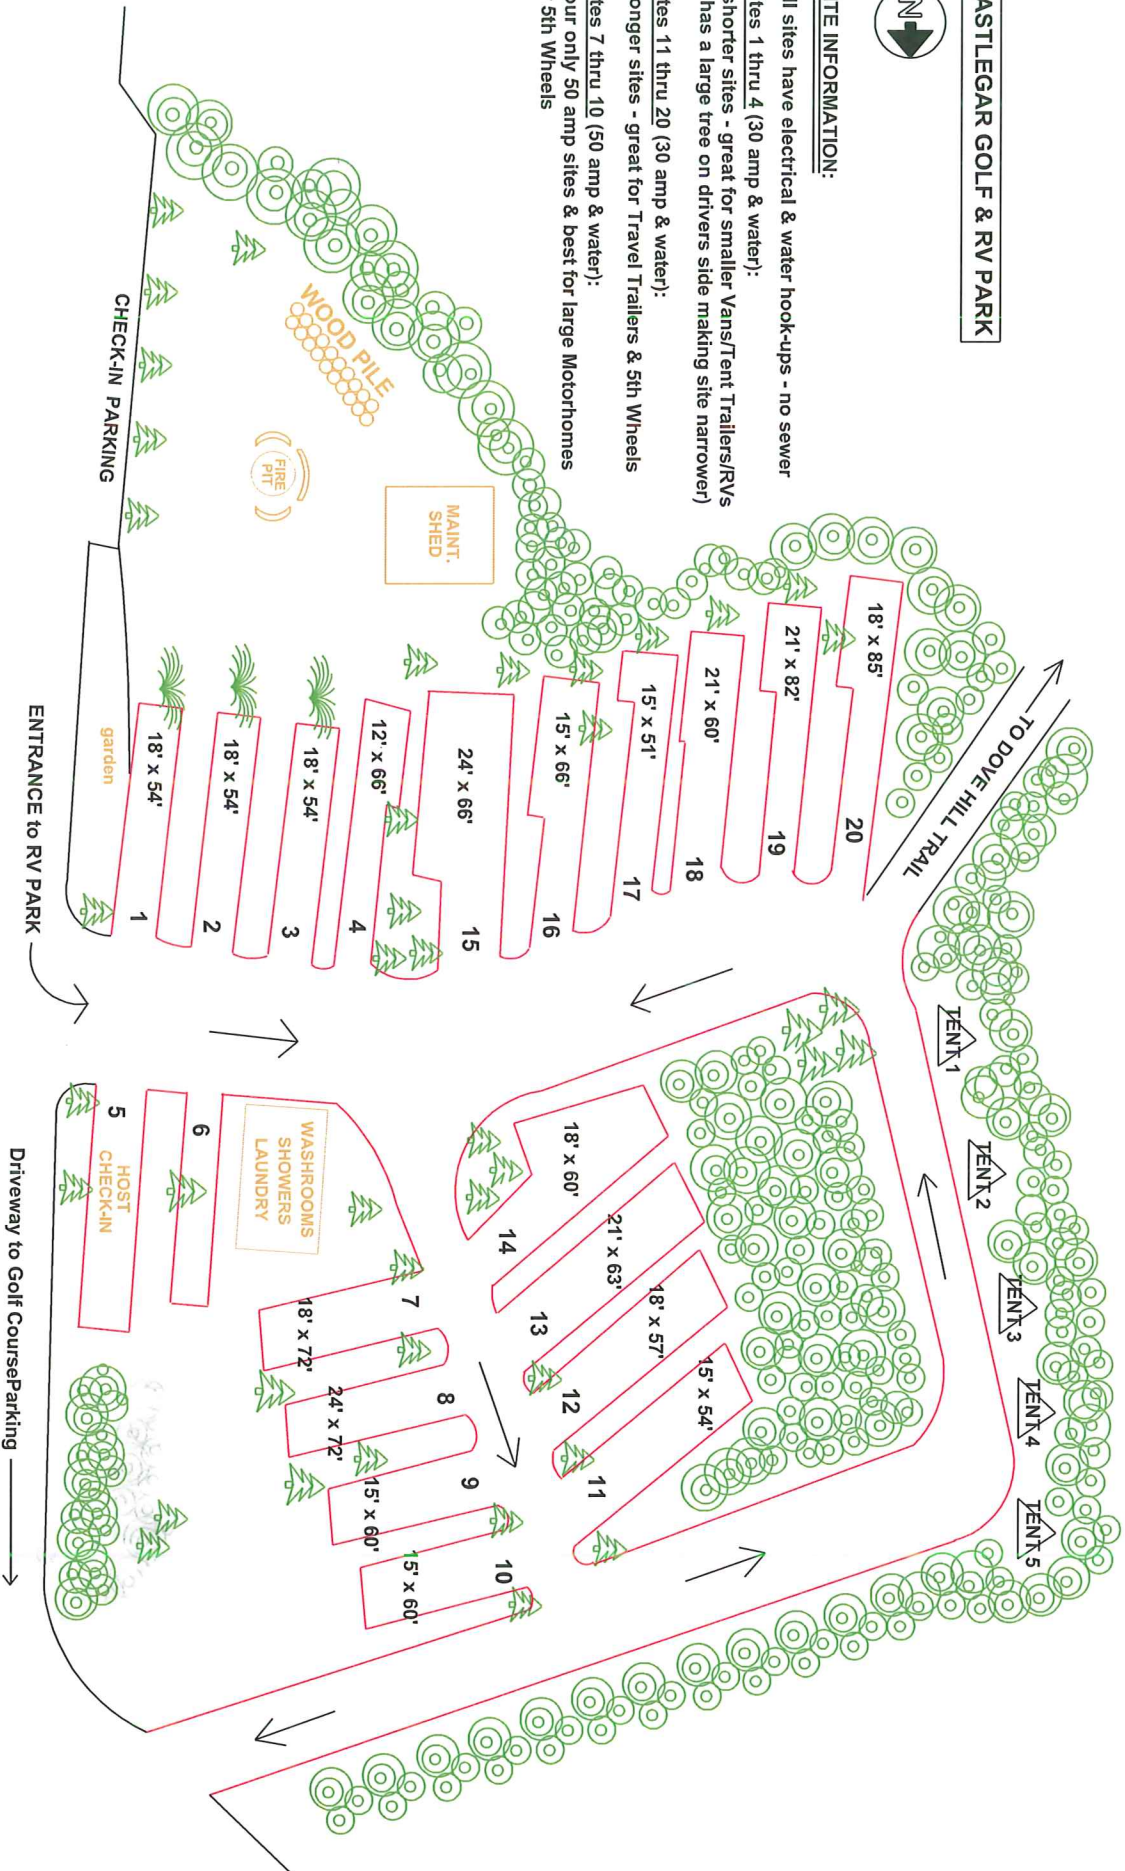 ASTLEGAR GOLF & RV PARK
N
TE INFORMATION:
ll sites have electrical & water hook-ups - no sewer
tes 1 thru 4 (30 amp & water):
shorter sites - great for smaller Vans/Tent Trailers/RVs
has a large tree on drivers side making site narrower)
tes 11 thru 20 (30 amp & water):
onger sites - great for Travel Trailers & 5th Wheels
tes 7 thru 10 (50 amp & water):
our only 50 amp sites & best for large Motorhomes
5th Wheels
TO DOVE HILL TRAIL
TENT 1
TENT 2
TENT 3
TENT 4
TENT 5
18' x 85'
20
21' x 82'
19
21' x 60'
18
15' x 51'
17
15' x 66'
16
24' x 66'
15
12' x 66'
4
18' x 54'
3
18' x 54'
2
18' x 54'
1
18' x 60'
14
21' x 63'
13
18' x 57'
12
15' x 54'
11
WOOD PILE
FIRE
PIT
MAINT.
SHED
CHECK-IN PARKING
garden
ENTRANCE to RV PARK
WASHROOMS
SHOWERS
LAUNDRY
6
5
HOST
CHECK-IN
7
18' x 72'
8
24' x 72'
9
15' x 60'
10
15' x 60'
Driveway to Golf CourseParking